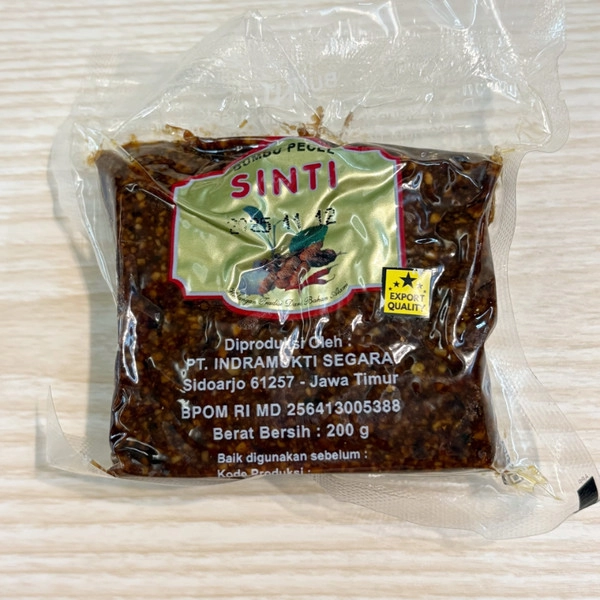 BUMBU PECEL
SINTI
2025.11.12
EXPORT
QUALITY
Diproduksi Oleh :
PT. INDRAMUKTI SEGARA
Sidoarjo 61257 - Jawa Timur
BPOM RI MD 256413005388
Berat Bersih : 200 g
Baik digunakan sebelum :
Kode Produksi :